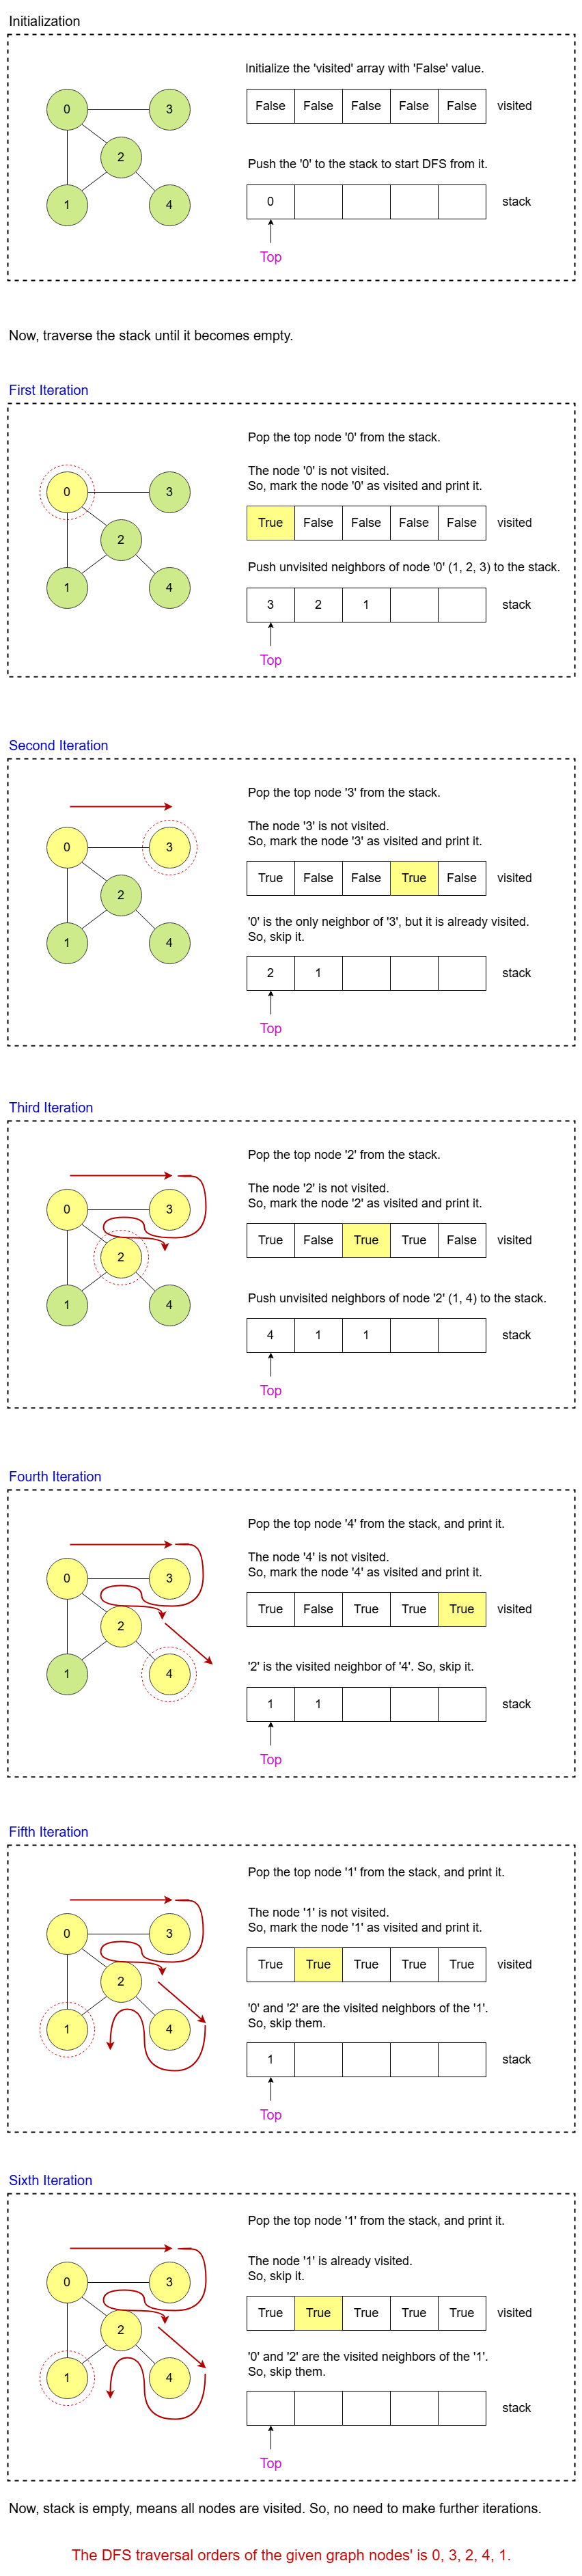 Initialization
Initialize the 'visited' array with 'False' value.
0 3
False False False False False visited
2
Push the '0' to the stack to start DFS from it.
1 4
0 stack
Top
Now, traverse the stack until it becomes empty.
First Iteration
Pop the top node '0' from the stack.
The node '0' is not visited.
So, mark the node '0' as visited and print it.
0 3
True False False False False visited
2
Push unvisited neighbors of node '0' (1, 2, 3) to the stack.
1 4
3 2 1 stack
Top
Second Iteration
Pop the top node '3' from the stack.
The node '3' is not visited.
So, mark the node '3' as visited and print it.
0 3
True False False True False visited
2
'0' is the only neighbor of '3', but it is already visited.
So, skip it.
1 4
2 1 stack
Top
Third Iteration
Pop the top node '2' from the stack.
The node '2' is not visited.
So, mark the node '2' as visited and print it.
0 3
True False True True False visited
2
Push unvisited neighbors of node '2' (1, 4) to the stack.
1 4
4 1 1 stack
Top
Fourth Iteration
Pop the top node '4' from the stack, and print it.
The node '4' is not visited.
So, mark the node '4' as visited and print it.
0 3
True False True True True visited
2
'2' is the visited neighbor of '4'. So, skip it.
1 4
1 1 stack
Top
Fifth Iteration
Pop the top node '1' from the stack, and print it.
The node '1' is not visited.
So, mark the node '1' as visited and print it.
0 3
True True True True True visited
2
'0' and '2' are the visited neighbors of the '1'.
So, skip them.
1 4
1 stack
Top
Sixth Iteration
Pop the top node '1' from the stack, and print it.
The node '1' is already visited.
So, skip it.
0 3
True True True True True visited
2
'0' and '2' are the visited neighbors of the '1'.
So, skip them.
1 4
stack
Top
Now, stack is empty, means all nodes are visited. So, no need to make further iterations.
The DFS traversal orders of the given graph nodes' is 0, 3, 2, 4, 1.